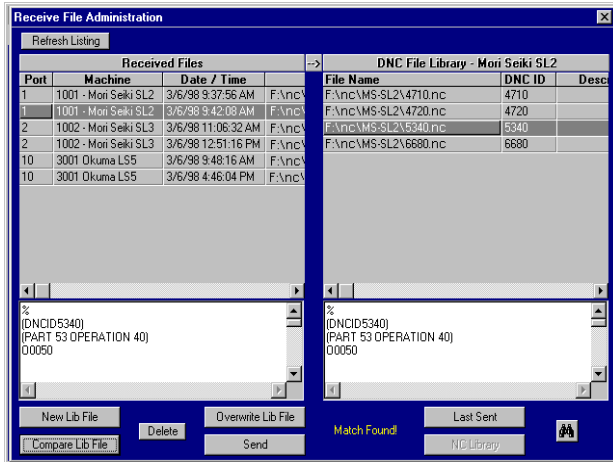 Receive File Administration
Refresh Listing
Received Files --> DNC File Library - Mori Seiki SL2
Port Machine Date / Time File Name DNC ID Descr
1 1001 - Mori Seiki SL2 3/6/98 9:37:56 AM F:\nc\ F:\nc\MS-SL2\4710.nc 4710
1 1001 - Mori Seiki SL2 3/6/98 9:42:08 AM F:\nc\ F:\nc\MS-SL2\4720.nc 4720
2 1002 - Mori Seiki SL3 3/6/98 11:06:32 AM F:\nc\ F:\nc\MS-SL2\5340.nc 5340
2 1002 - Mori Seiki SL3 3/6/98 12:51:16 PM F:\nc\ F:\nc\MS-SL2\6680.nc 6680
10 3001 Okuma LS5 3/6/98 9:48:16 AM F:\nc\
10 3001 Okuma LS5 3/6/98 4:46:04 PM F:\nc\
%
(DNCID5340)
(PART 53 OPERATION 40)
O0050
%
(DNCID5340)
(PART 53 OPERATION 40)
O0050
New Lib File Delete Overwrite Lib File Match Found! Last Sent
Compare Lib File Send NC Library